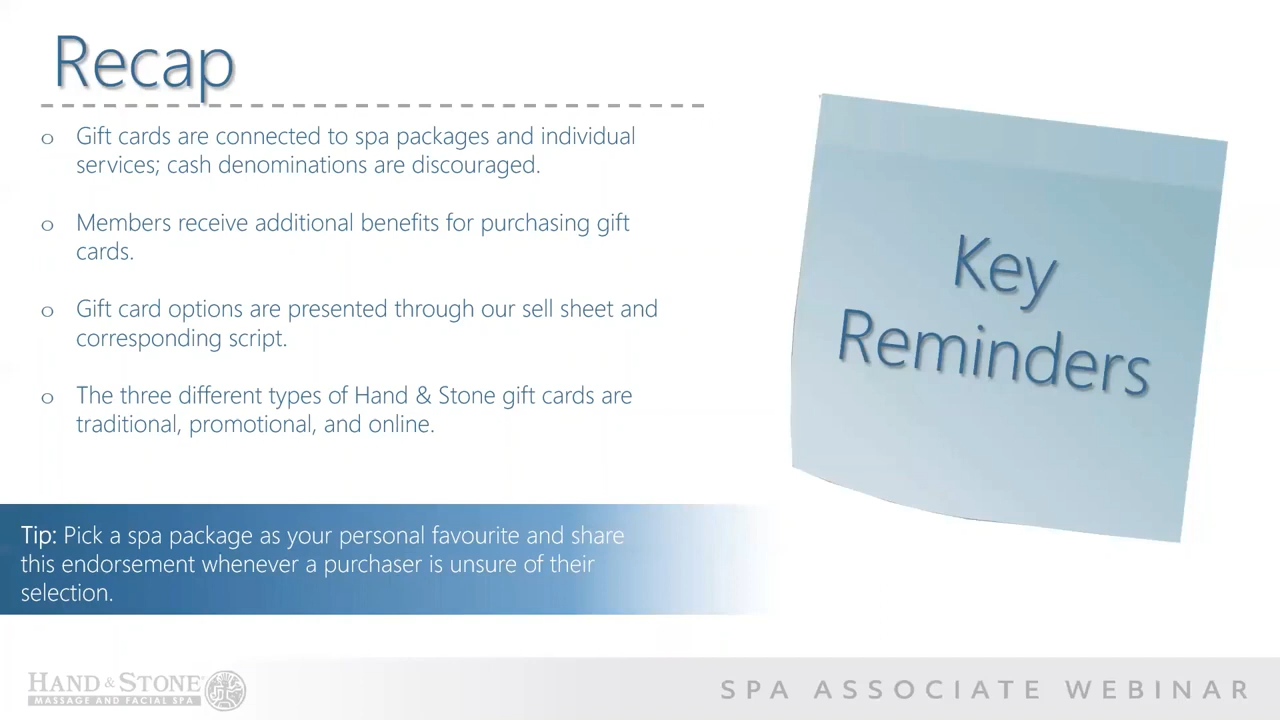 Recap
o Gift cards are connected to spa packages and individual
services; cash denominations are discouraged.
o Members receive additional benefits for purchasing gift
cards.
o Gift card options are presented through our sell sheet and
corresponding script.
o The three different types of Hand & Stone gift cards are
traditional, promotional, and online.
Key
Reminders
Tip: Pick a spa package as your personal favourite and share
this endorsement whenever a purchaser is unsure of their
selection.
HAND & STONE®
MASSAGE AND FACIAL SPA
SPA ASSOCIATE WEBINAR